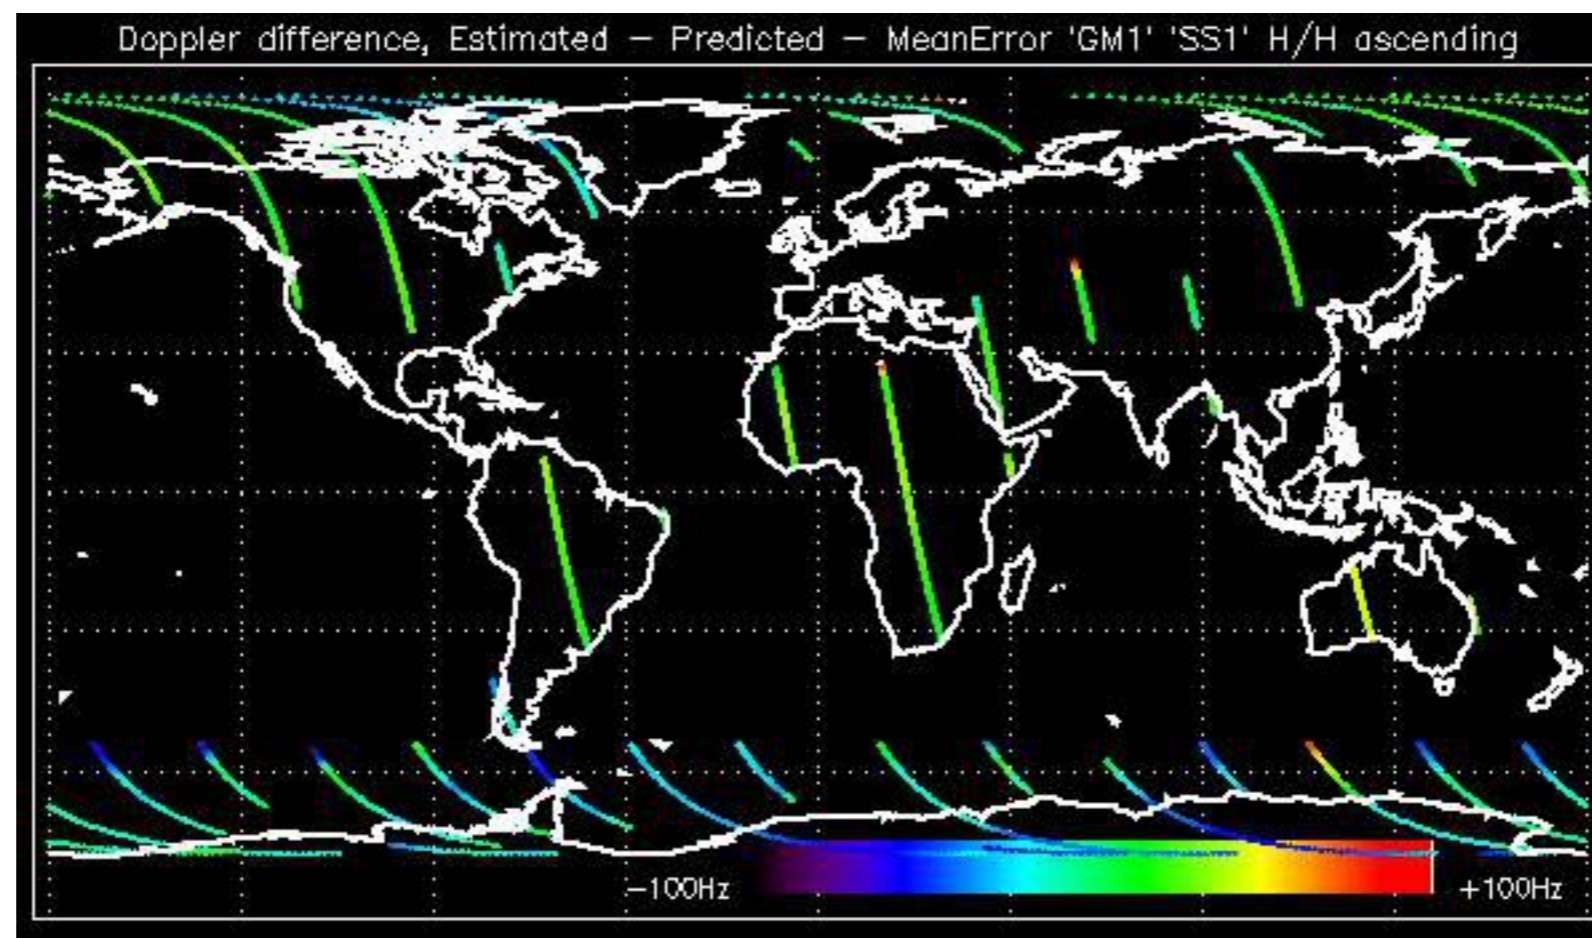 Doppler difference, Estimated — Predicted — MeanError 'GM1' 'SS1' H/H ascending
−100Hz +100Hz